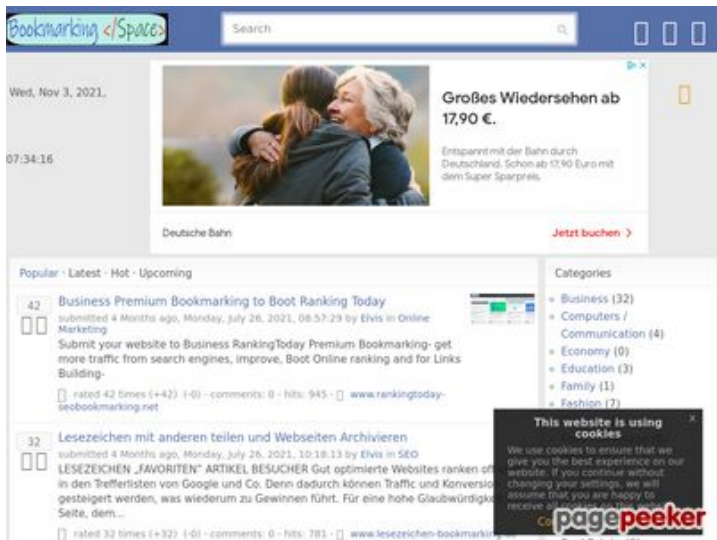 Bookmarking </Space>
Search
Wed, Nov 3, 2021,
07:34:16
Großes Wiedersehen ab
17,90 €.
Entspannt mit der Bahn durch
Deutschland. Schon ab 17,90 Euro mit
dem Super Sparpreis.
Deutsche Bahn
Jetzt buchen
Popular · Latest · Hot · Upcoming
42
Business Premium Bookmarking to Boot Ranking Today
submitted 4 Months ago, Monday, July 26, 2021, 08:57:29 by Elvis in Online
Marketing
Submit your website to Business RankingToday Premium Bookmarking- get
more traffic from search engines, improve, Boot Online ranking and for Links
Building-
rated 42 times (+42) (-0) - comments: 0 - hits: 945 - www.rankingtoday-
seobookmarking.net
32
Lesezeichen mit anderen teilen und Webseiten Archivieren
submitted 4 Months ago, Monday, July 26, 2021, 10:18:13 by Elvis in SEO
LESEZEICHEN „FAVORITEN" ARTIKEL BESUCHER Gut optimierte Websites ranken
in den Trefferlisten von Google und Co. Denn dadurch können Traffic und
gesteigert werden, was wiederum zu Gewinnen führt. Für eine hohe
Seite, dem...
rated 32 times (+32) (-0) - comments: 0 - hits: 781 -
Categories
Business (32)
Computers /
Communication (4)
Economy (0)
Education (3)
Family (1)
Fashion (7)
x
This website is using
cookies
We use cookies to ensure that we
give you the best experience on our
website. If you continue without
changing your settings, we will
assume that you are happy to
receive all
pagepeeker